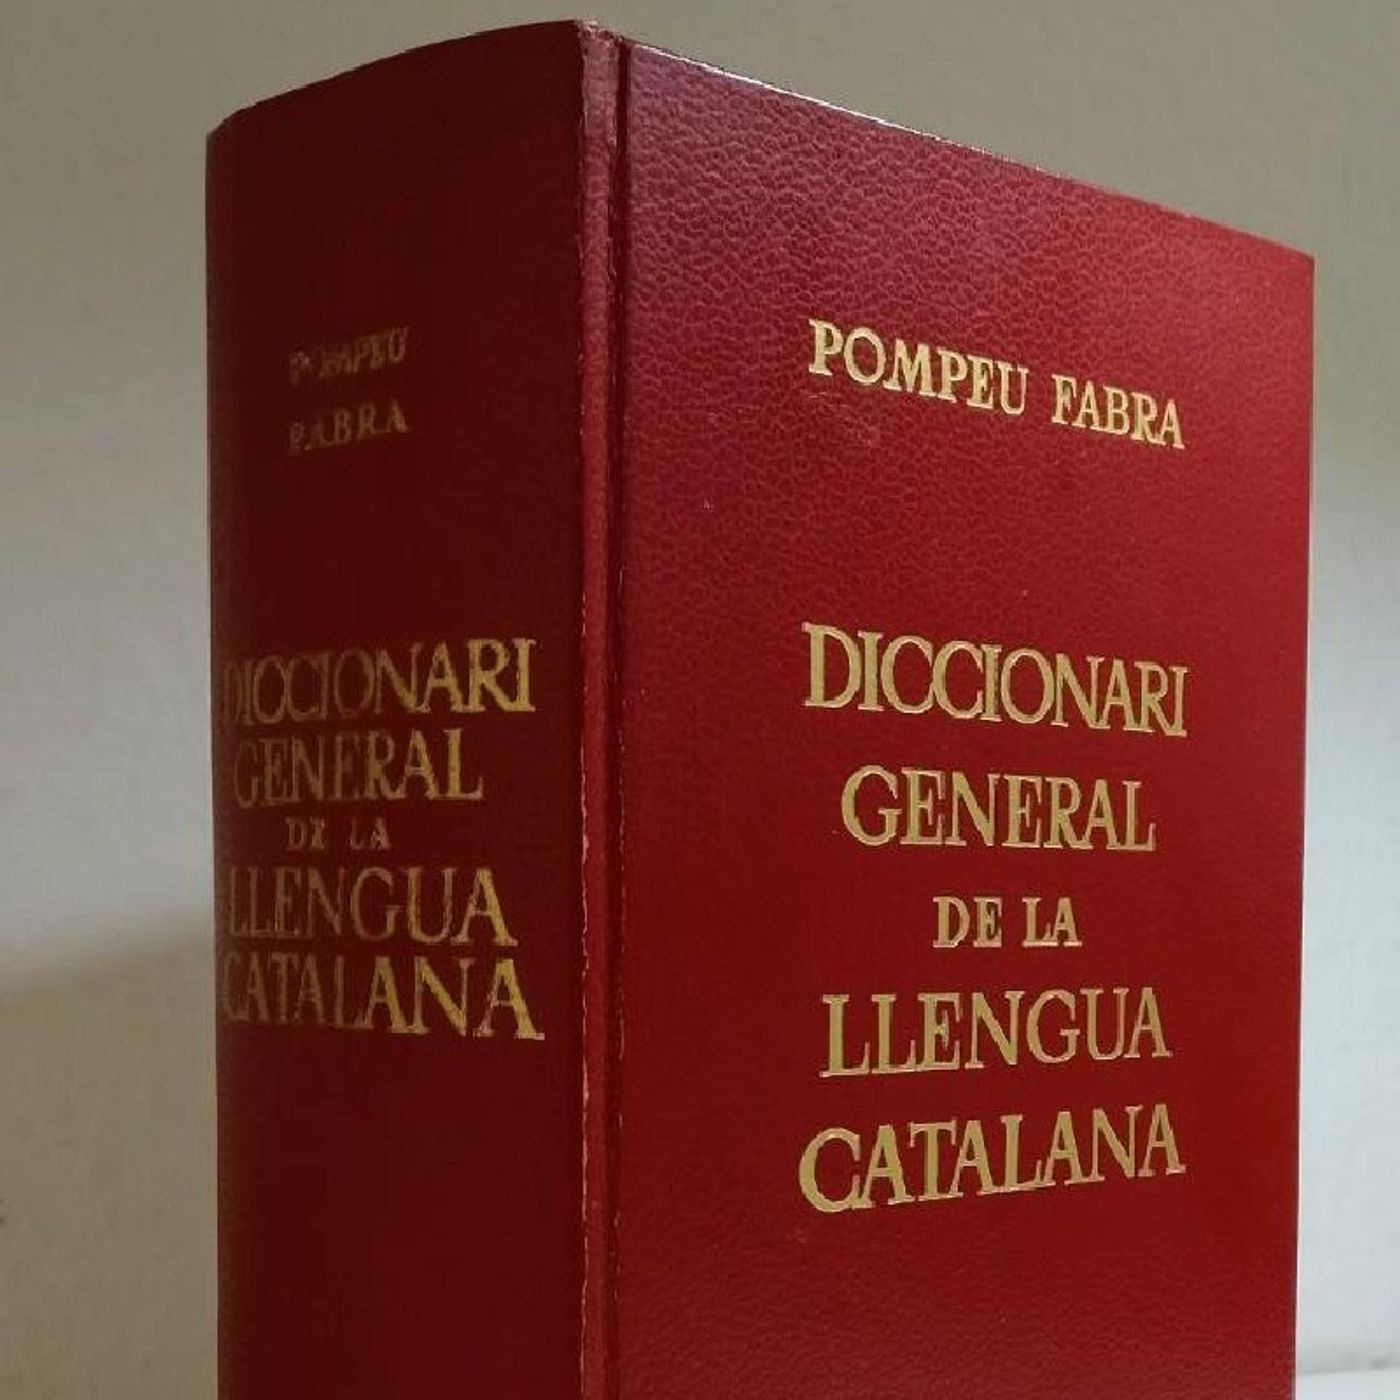 POMPEU
FABRA
DICCIONARI
GENERAL
DE LA
LLENGUA
CATALANA
POMPEU FABRA
DICCIONARI
GENERAL
DE LA
LLENGUA
CATALANA